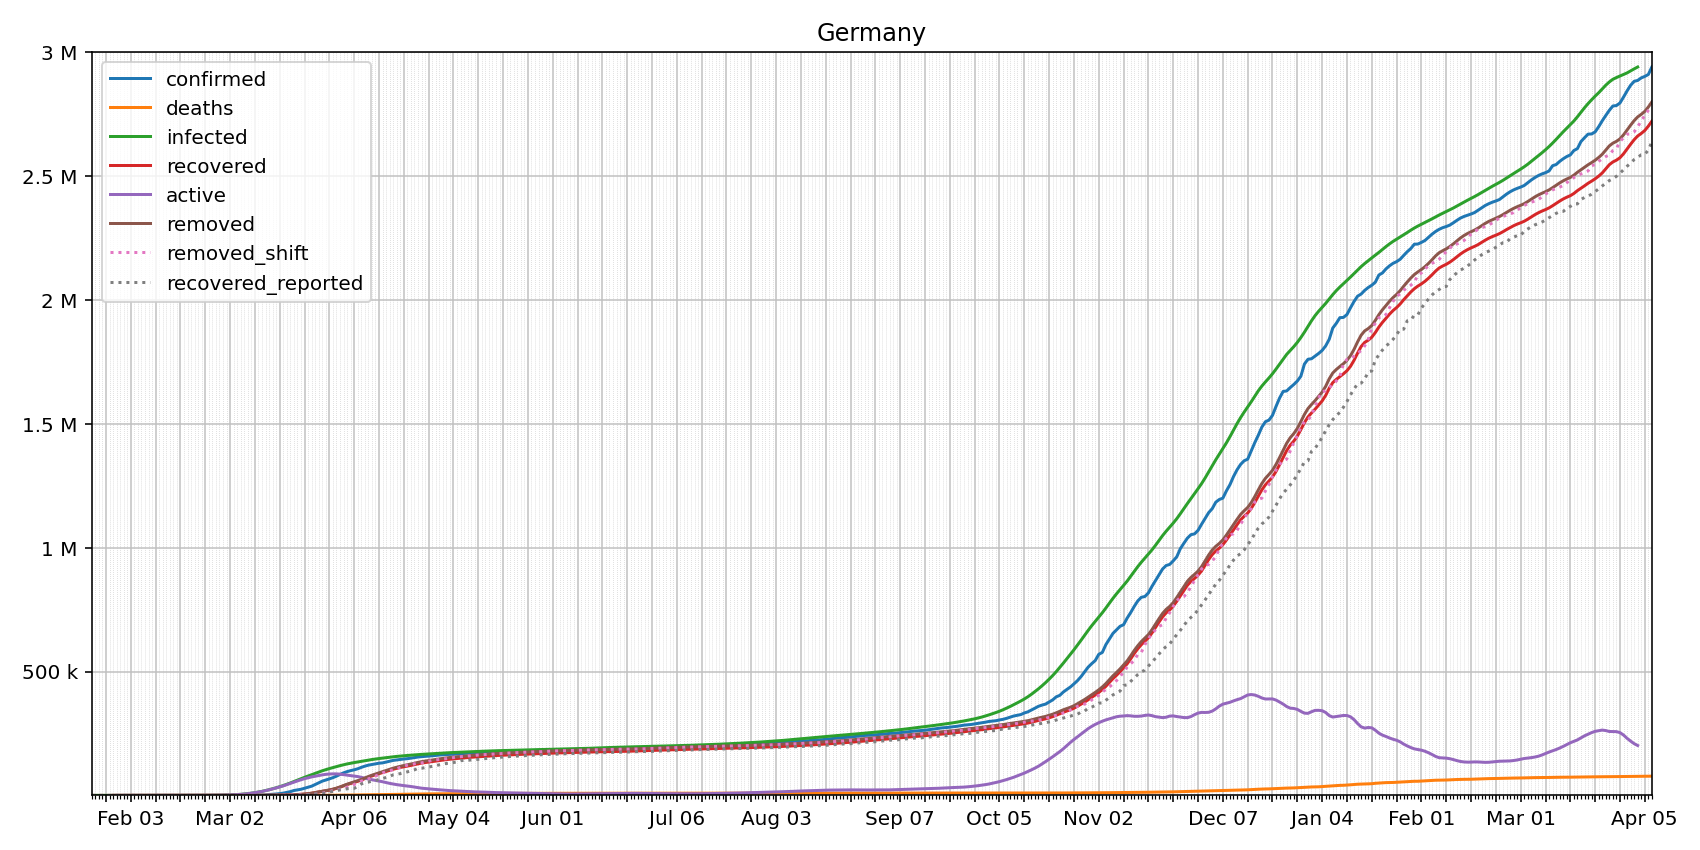 Germany
3 M
2.5 M
2 M
1.5 M
1 M
500 k
confirmed
deaths
infected
recovered
active
removed
removed_shift
recovered_reported
Feb 03 Mar 02 Apr 06 May 04 Jun 01 Jul 06 Aug 03 Sep 07 Oct 05 Nov 02 Dec 07 Jan 04 Feb 01 Mar 01 Apr 05